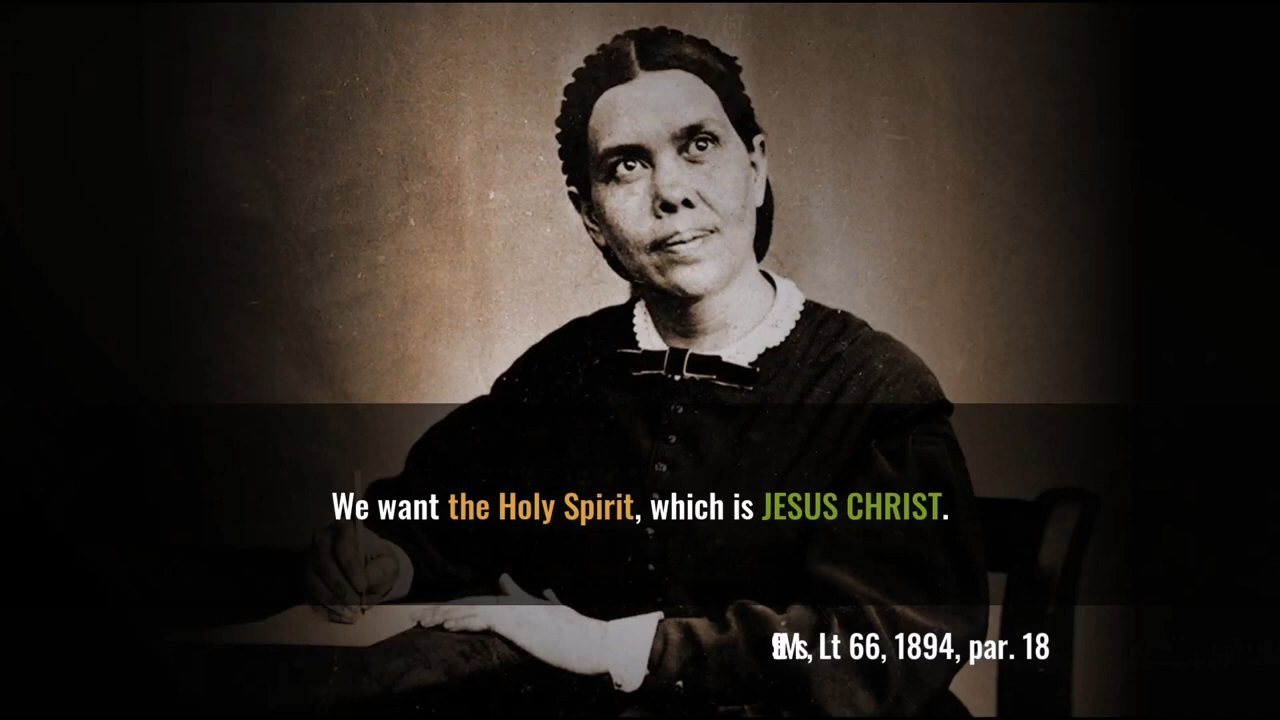 We want the Holy Spirit, which is JESUS CHRIST.
Lt 66, 1894, par. 18